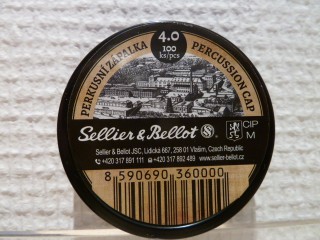 4.0
100
ks/pcs
PERKUSNÍ ZÁPALKA
PERCUSSION CAP
Sellier & Bellot
CIP
N
M
Sellier & Bellot JSC, Lidická 667, 258 01 Vlašim, Czech Republic
+420 317 891 111 +420 317 892 489 www.sellier-bellot.cz
8 590690 360000